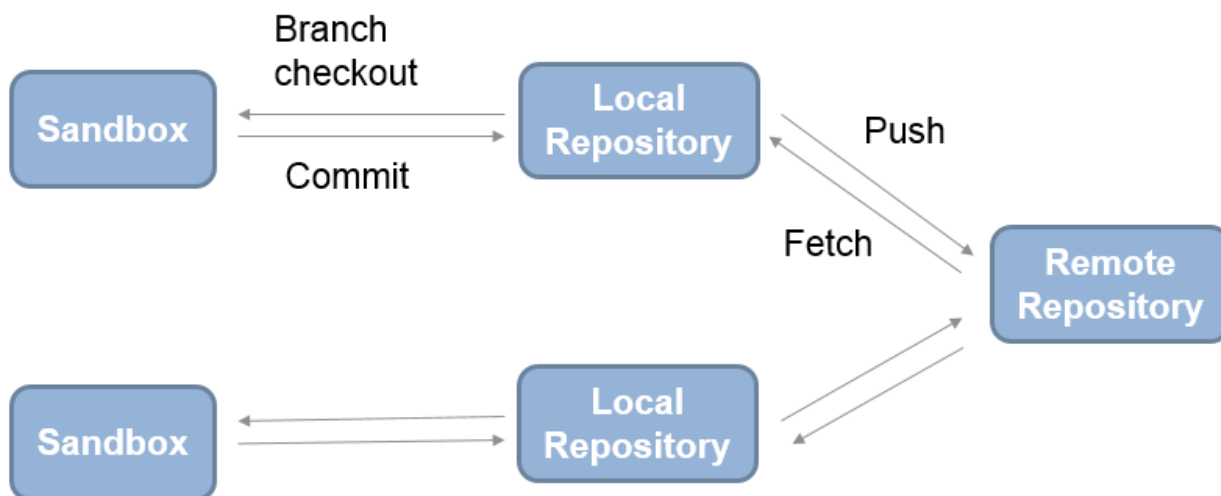 Branch
checkout
Sandbox
Local
Repository
Push
Commit
Fetch
Remote
Repository
Sandbox
Local
Repository